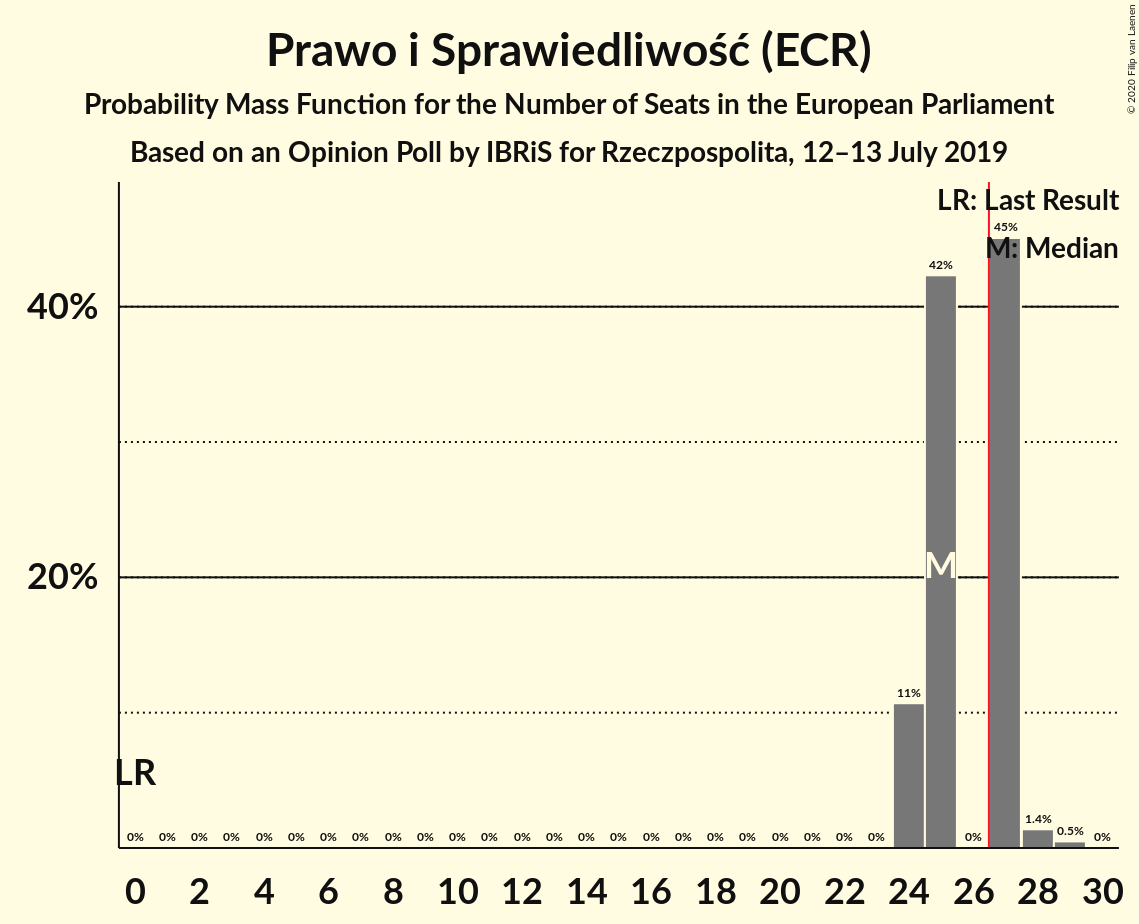 Prawo i Sprawiedliwość (ECR)
Probability Mass Function for the Number of Seats in the European Parliament
Based on an Opinion Poll by IBRiS for Rzeczpospolita, 12–13 July 2019
© 2020 Filip van Laenen
LR: Last Result
M: Median
40%
20%
LR
M
0% 0% 0% 0% 0% 0% 0% 0% 0% 0% 0% 0% 0% 0% 0% 0% 0% 0% 0% 0% 0% 0% 0% 0% 11% 42% 0% 45% 1.4% 0.5% 0%
0 2 4 6 8 10 12 14 16 18 20 22 24 26 28 30